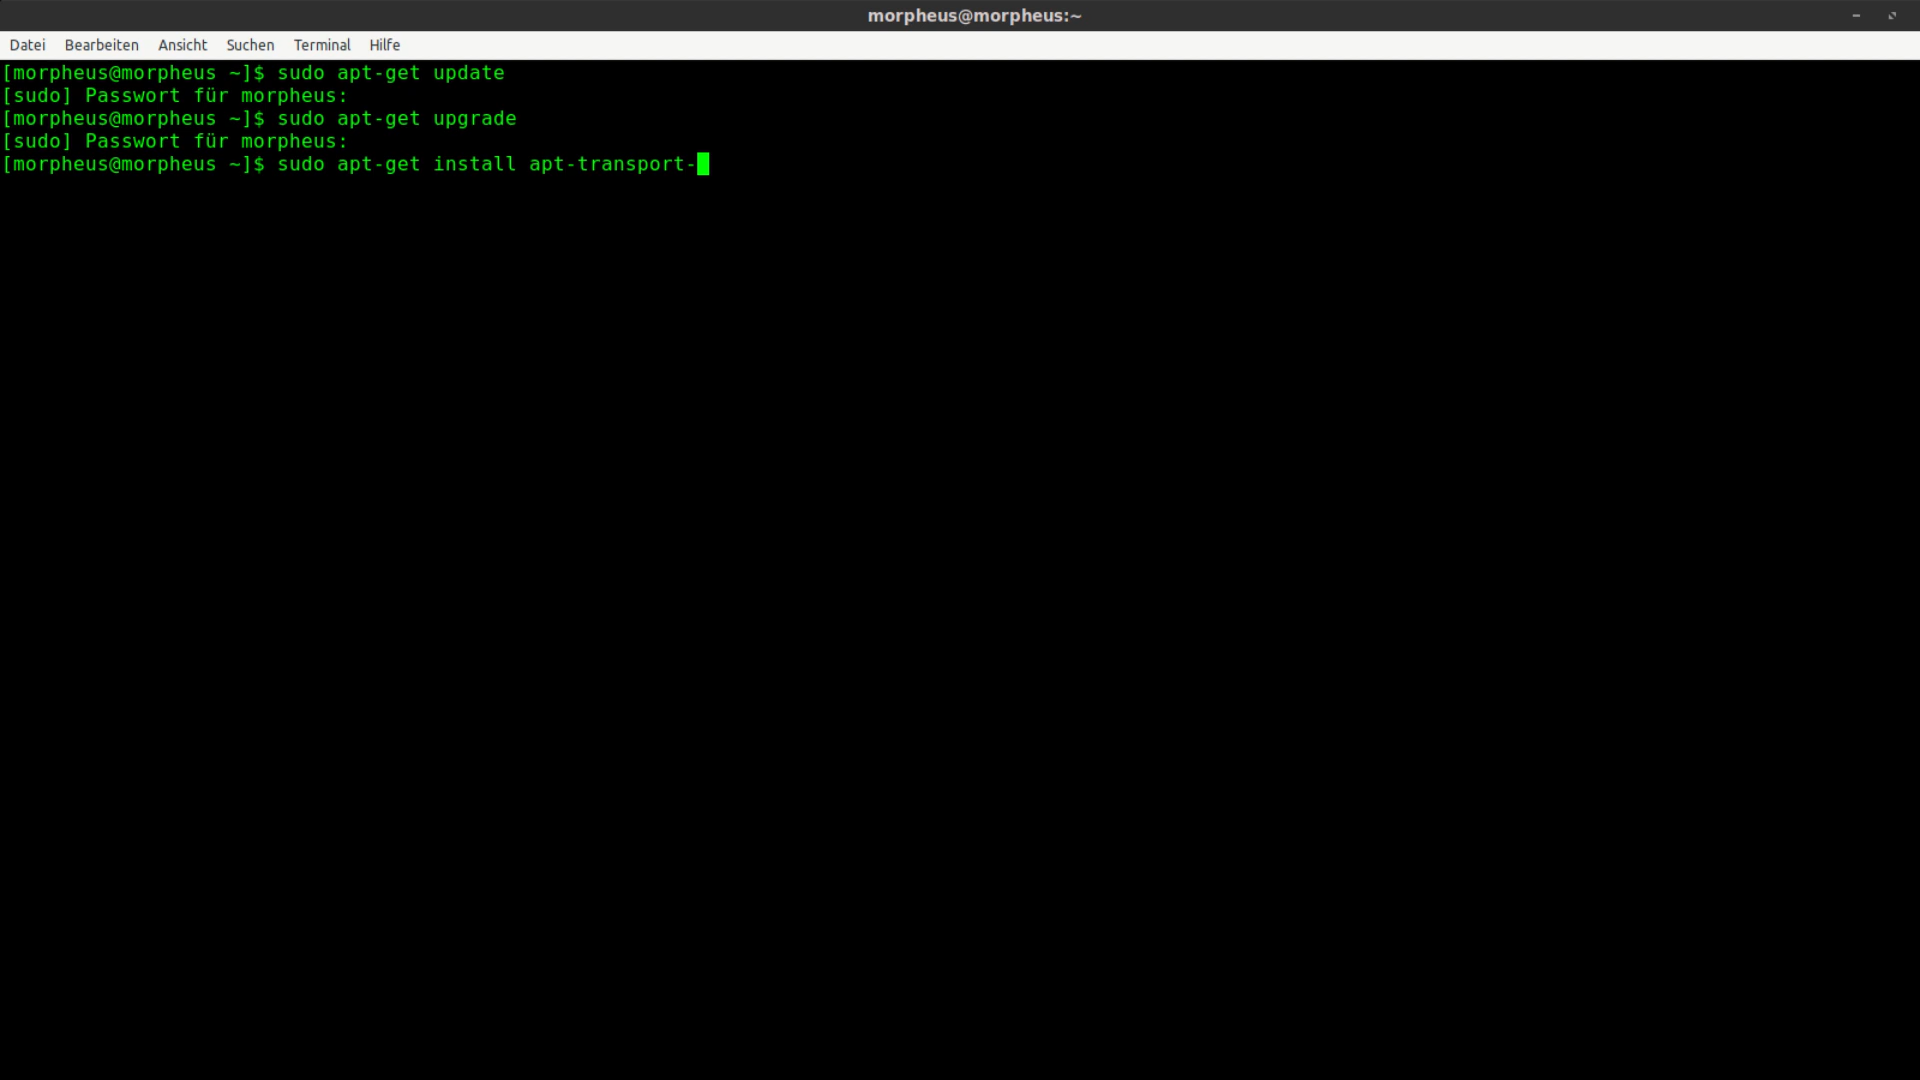 morpheus@morpheus:~
Datei Bearbeiten Ansicht Suchen Terminal Hilfe
[morpheus@morpheus ~]$ sudo apt-get update
[sudo] Passwort für morpheus:
[morpheus@morpheus ~]$ sudo apt-get upgrade
[sudo] Passwort für morpheus:
[morpheus@morpheus ~]$ sudo apt-get install apt-transport-